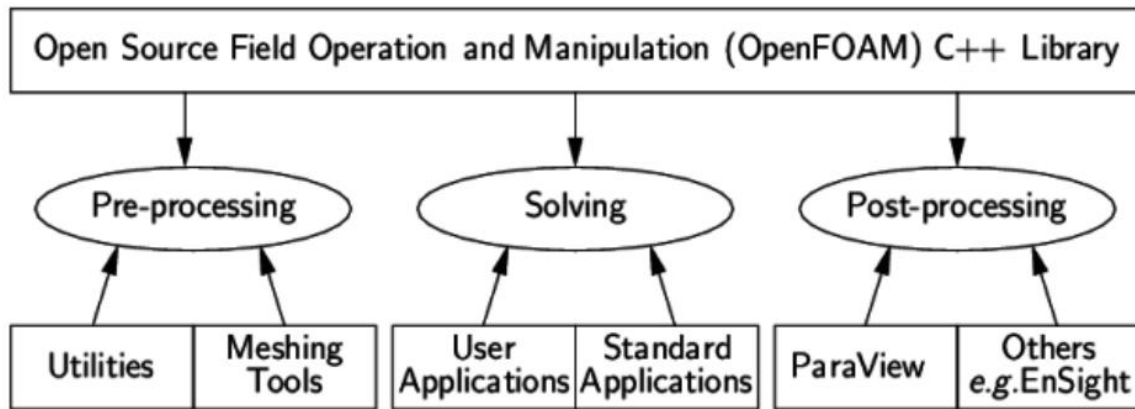 Open Source Field Operation and Manipulation (OpenFOAM) C++ Library
Pre-processing
Solving
Post-processing
Utilities
Meshing
Tools
User
Applications
Standard
Applications
ParaView
Others
e.g.EnSight